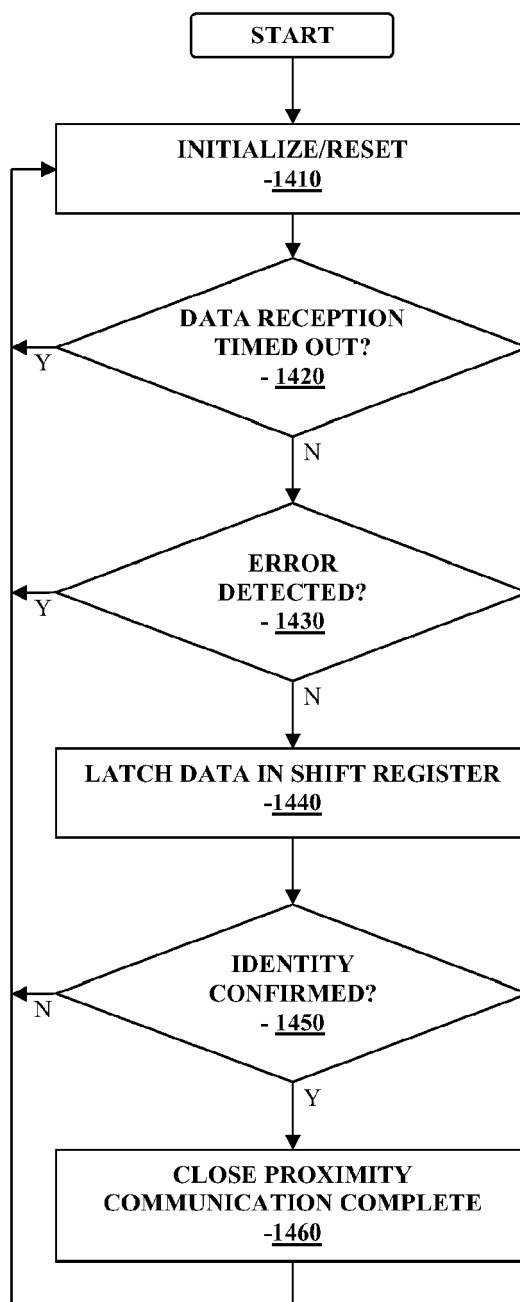 START
INITIALIZE/RESET
-1410
DATA RECEPTION
TIMED OUT?
- 1420
Y
N
ERROR
DETECTED?
- 1430
Y
N
LATCH DATA IN SHIFT REGISTER
-1440
IDENTITY
CONFIRMED?
- 1450
N
Y
CLOSE PROXIMITY
COMMUNICATION COMPLETE
-1460